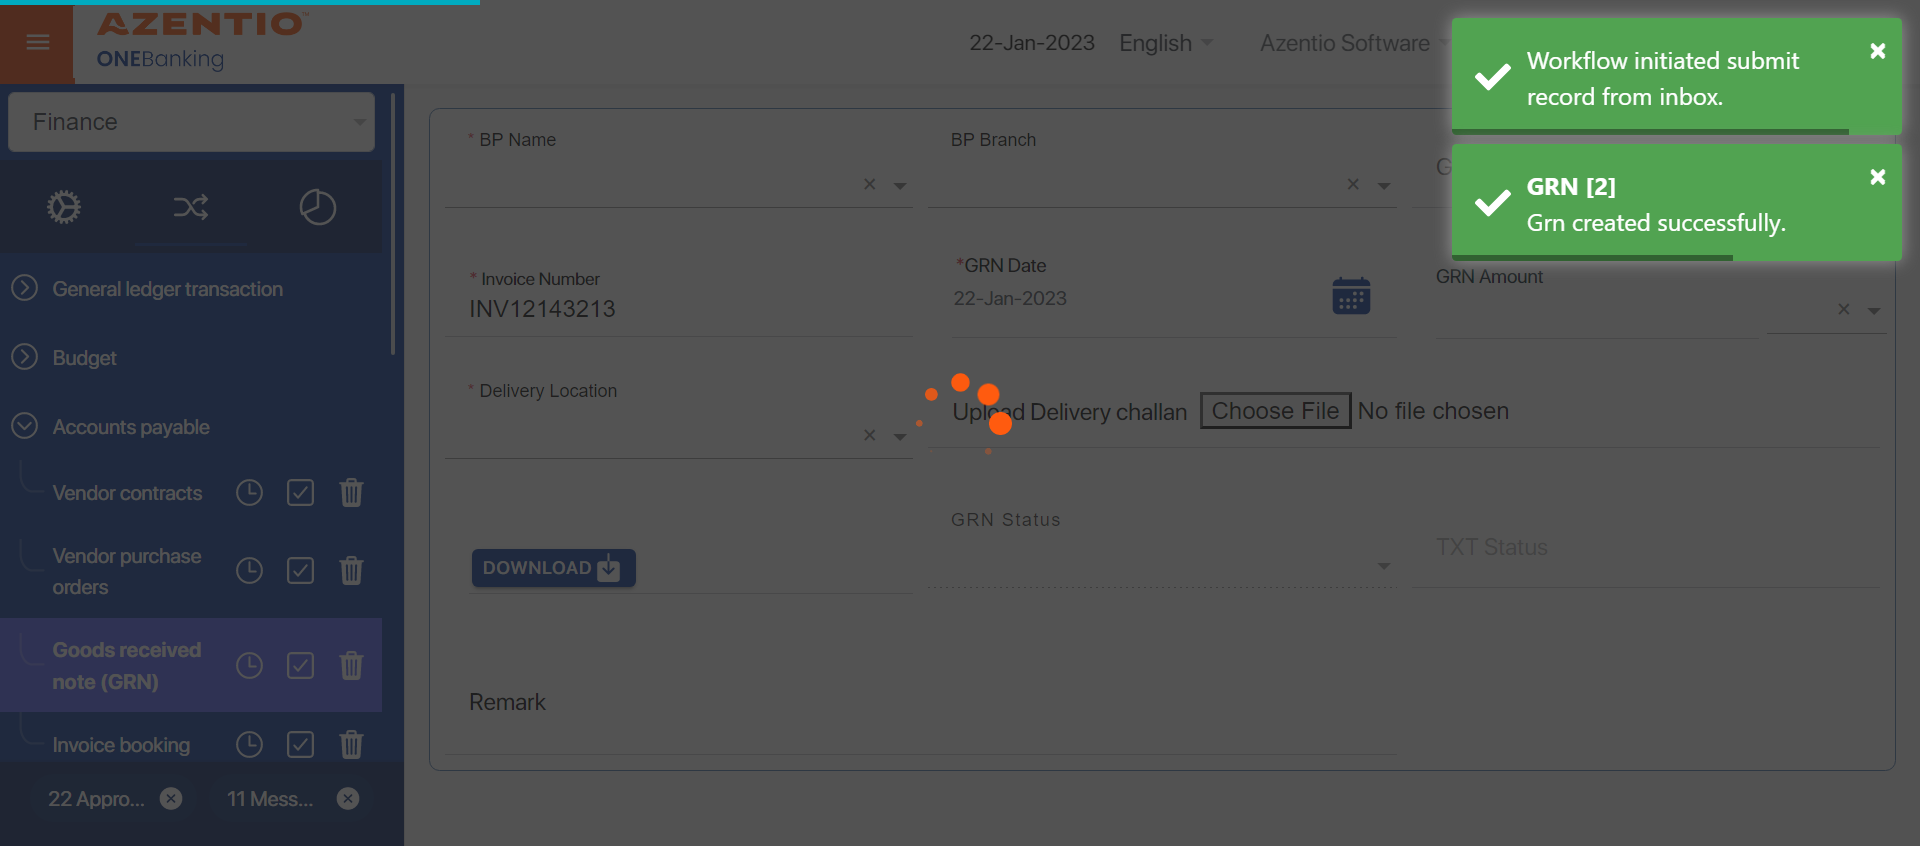 AZENTIO™
ONEBanking
22-Jan-2023
English
Azentio Software
Workflow initiated submit
record from inbox.
GRN [2]
Grn created successfully.
Finance
General ledger transaction
Budget
Accounts payable
Vendor contracts
Vendor purchase
orders
Goods received
note (GRN)
Invoice booking
22 Appro...
11 Mess...
* BP Name
BP Branch
G
* Invoice Number
INV12143213
*GRN Date
22-Jan-2023
GRN Amount
* Delivery Location
Upload Delivery challan
Choose File No file chosen
DOWNLOAD
GRN Status
TXT Status
Remark